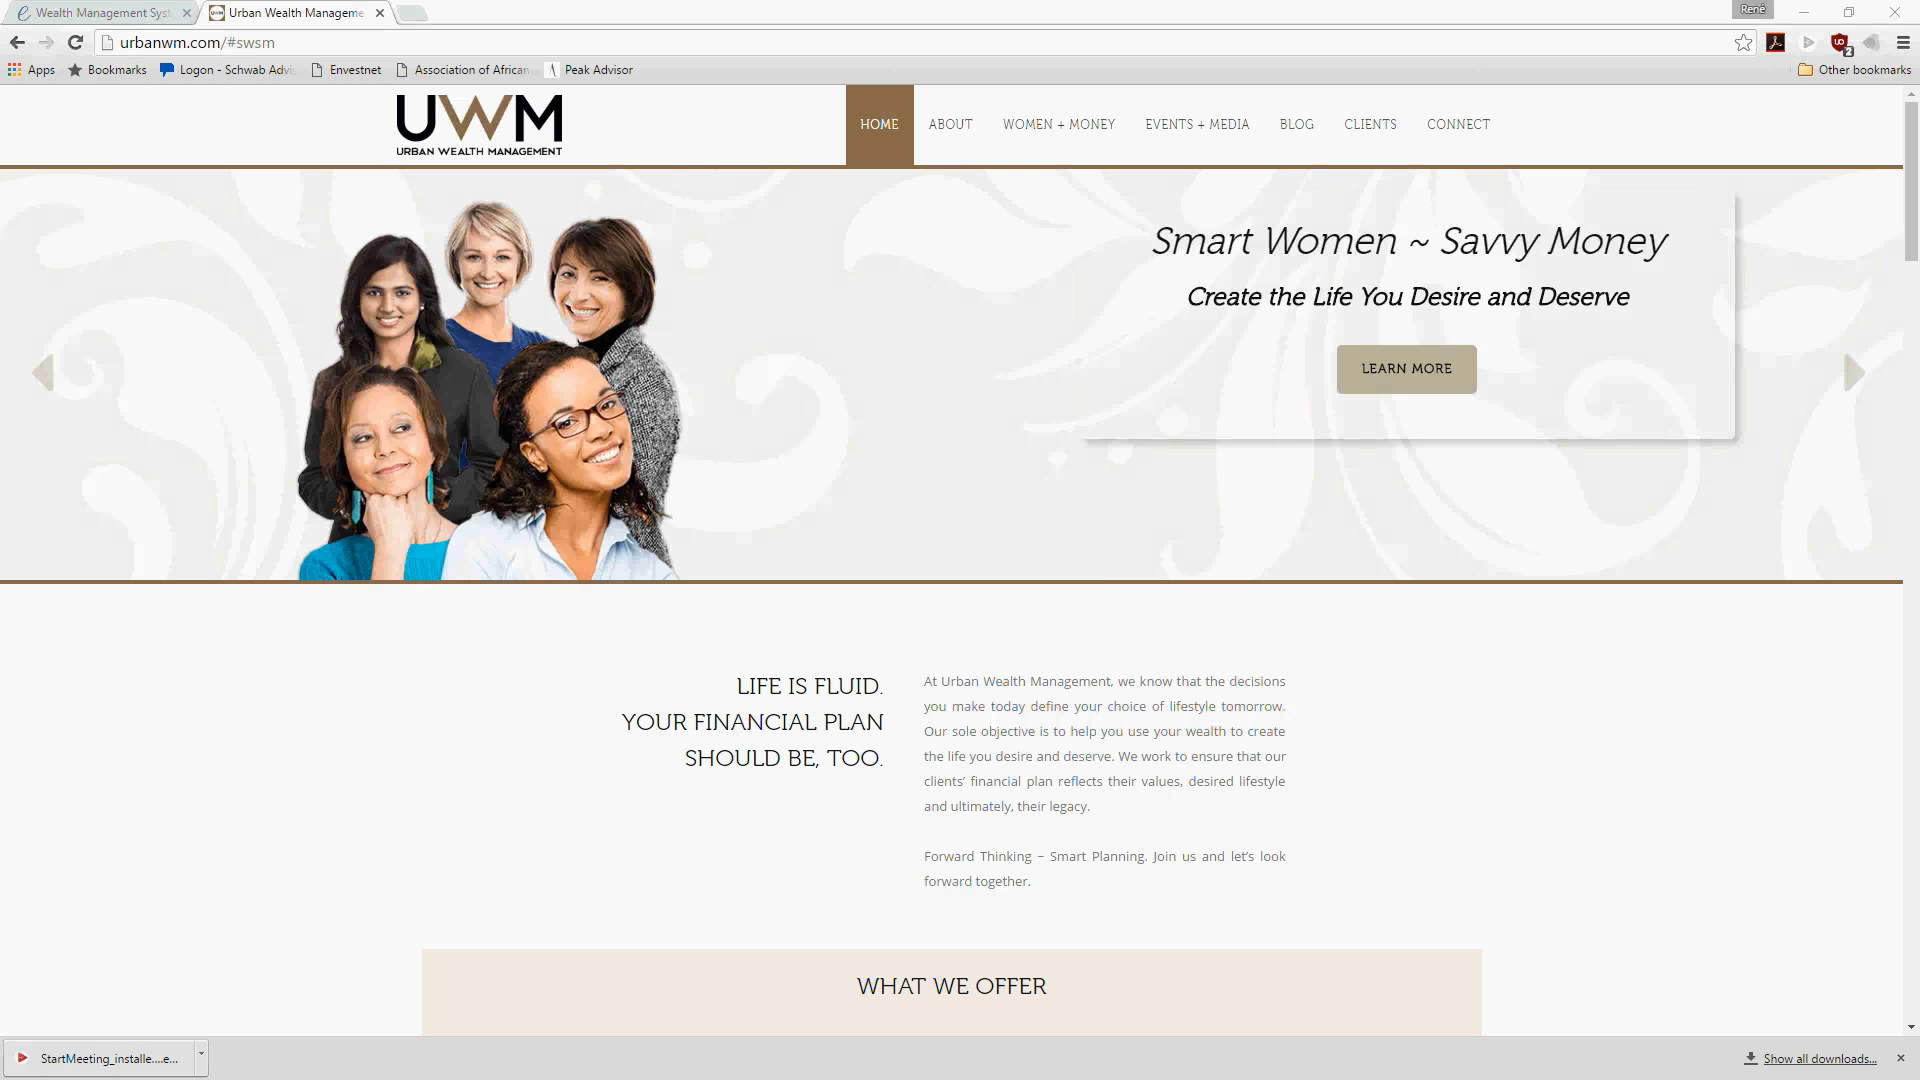 Wealth Management Syst
Urban Wealth Manageme
René
urbanwm.com/#swsm
Apps
Bookmarks
Logon - Schwab Advi
Envestnet
Association of African
Peak Advisor
Other bookmarks
UWM
URBAN WEALTH MANAGEMENT
HOME
ABOUT
WOMEN + MONEY
EVENTS + MEDIA
BLOG
CLIENTS
CONNECT
Smart Women ~ Savvy Money
Create the Life You Desire and Deserve
LEARN MORE
LIFE IS FLUID.
YOUR FINANCIAL PLAN
SHOULD BE, TOO.
At Urban Wealth Management, we know that the decisions
you make today define your choice of lifestyle tomorrow.
Our sole objective is to help you use your wealth to create
the life you desire and deserve. We work to ensure that our
clients’ financial plan reflects their values, desired lifestyle
and ultimately, their legacy.
Forward Thinking – Smart Planning. Join us and let’s look
forward together.
WHAT WE OFFER
StartMeeting_installe....e...
Show all downloads...